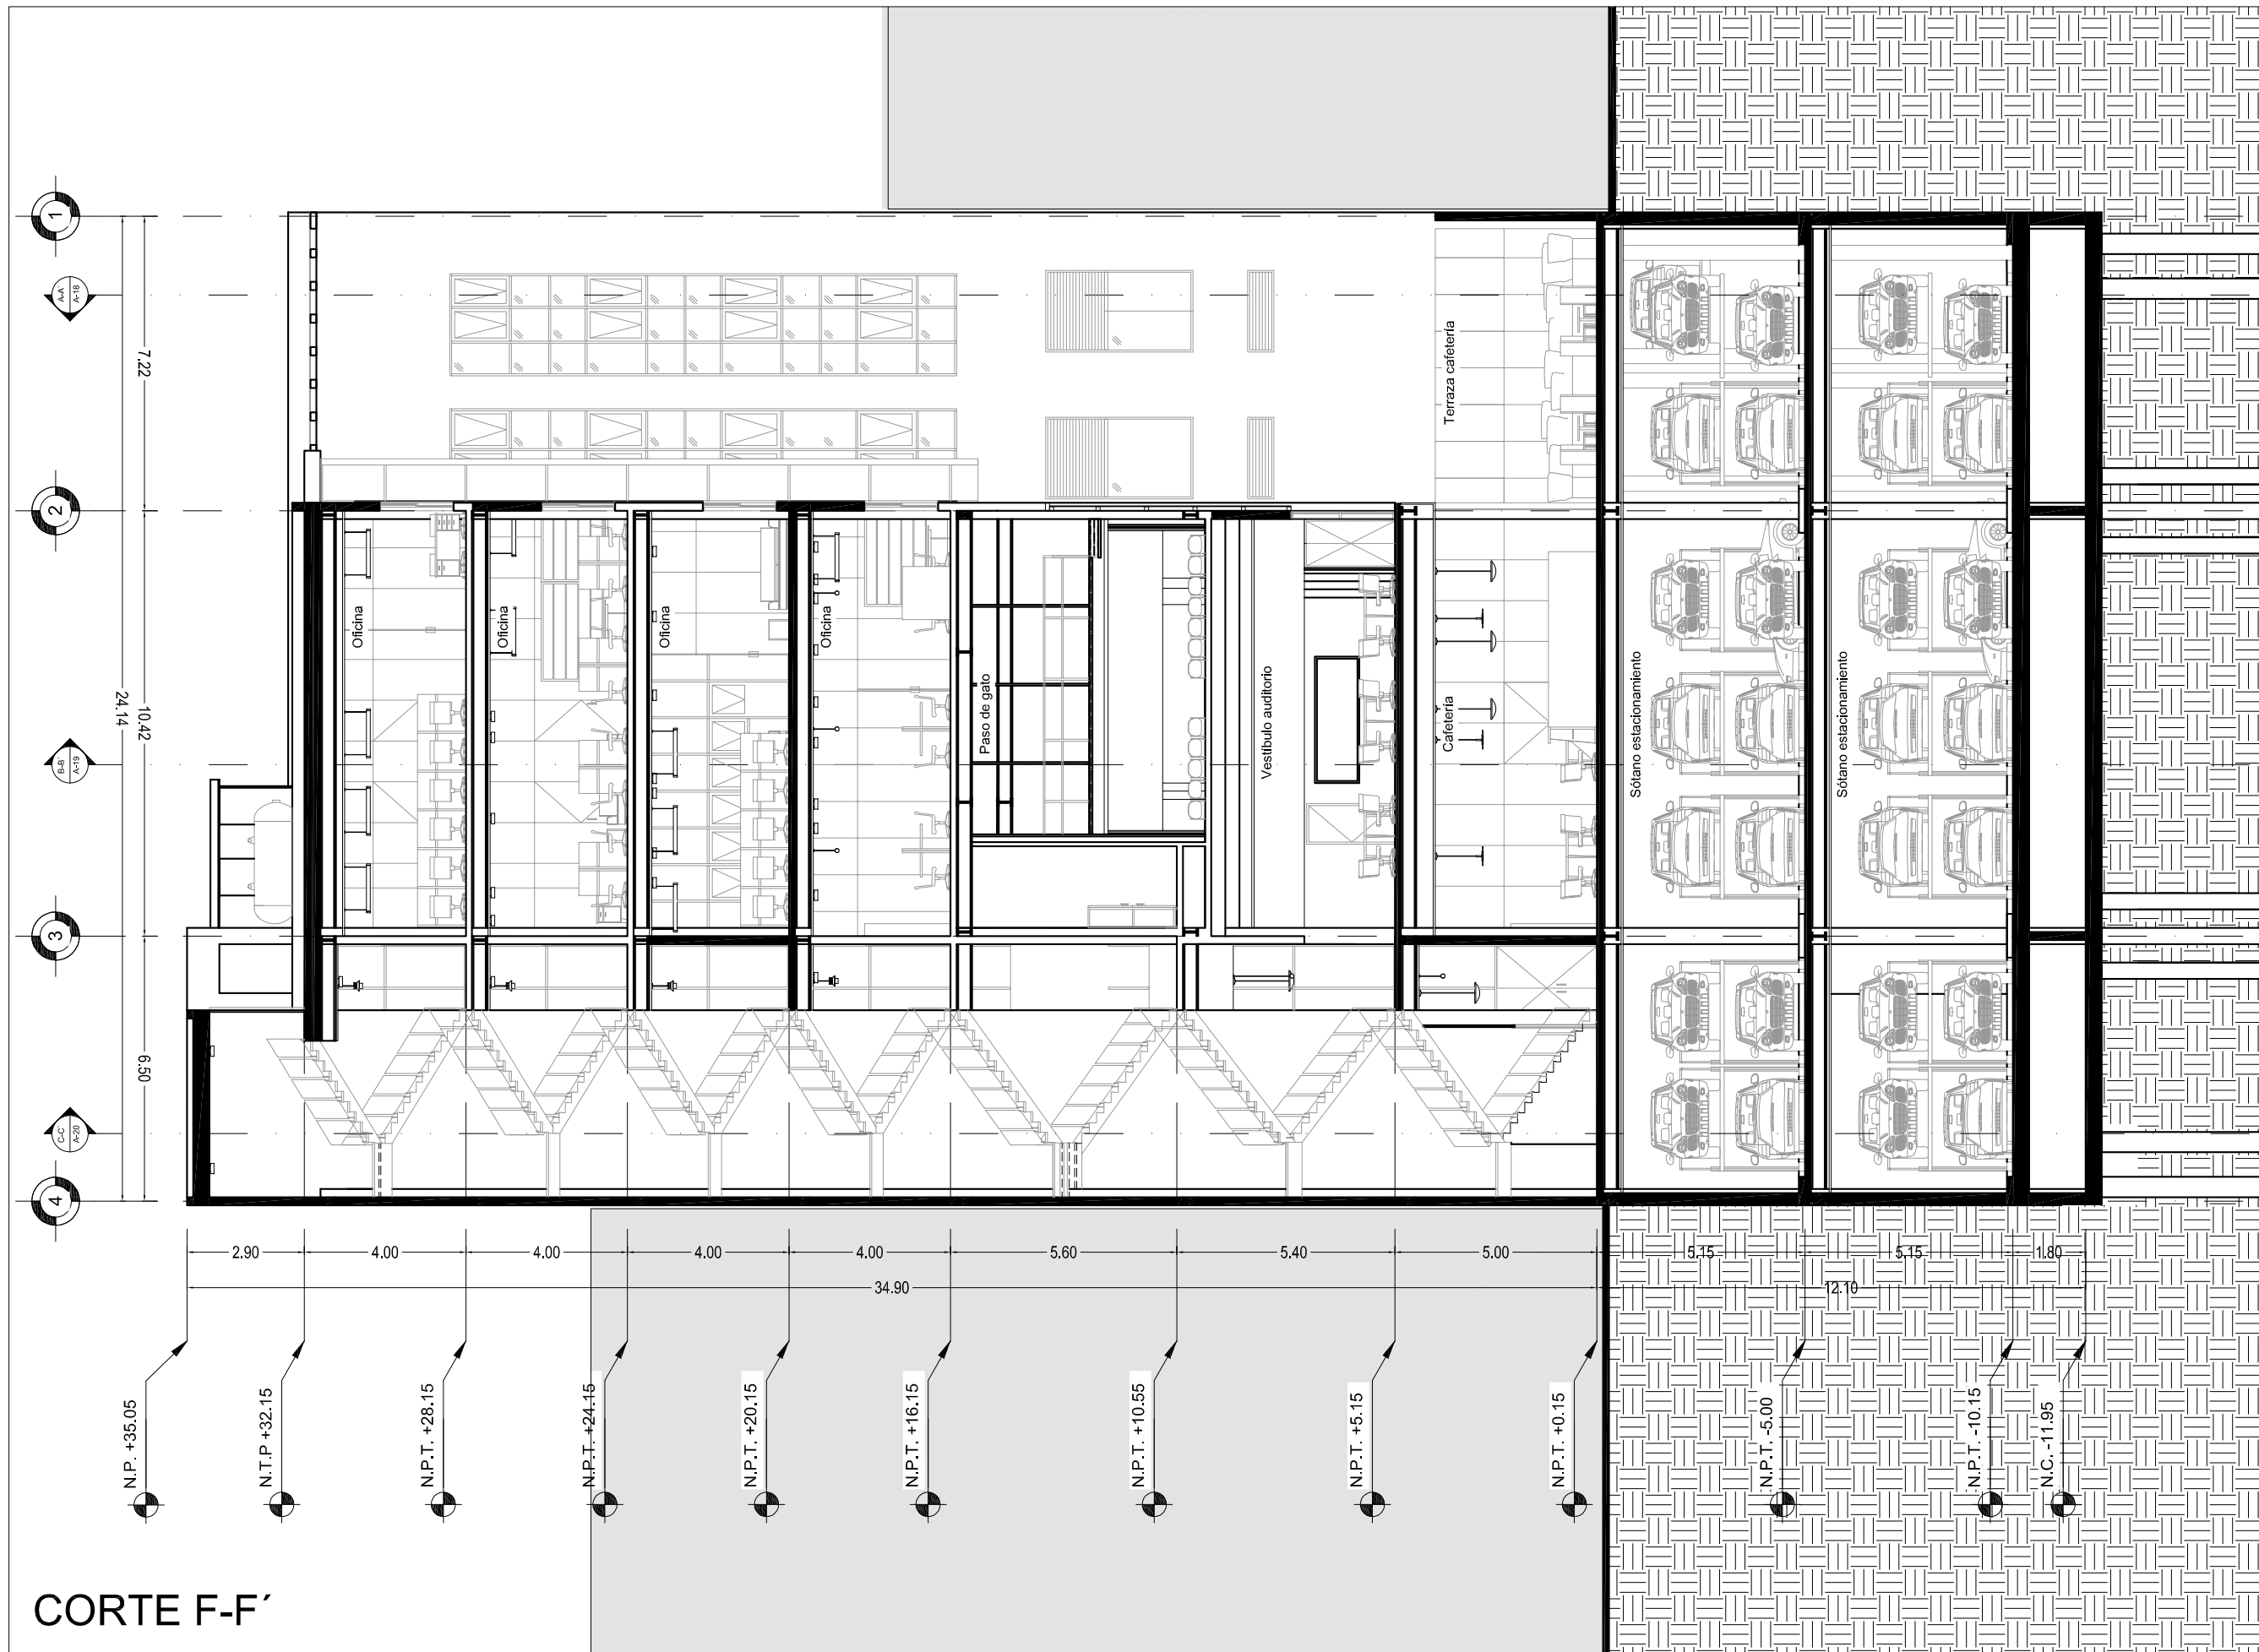 1
A-A´
A-18
7.22
2
10.42
24.14
B-B´
A-19
3
6.50
C-C´
A-20
4
Oficina
Oficina
Oficina
Oficina
Paso de gato
Vestíbulo auditorio
Terraza cafetería
Cafetería
Sótano estacionamiento
Sótano estacionamiento
2.90
4.00
4.00
4.00
4.00
5.60
5.40
5.00
5.15
5.15
1.80
34.90
12.10
N.P. +35.05
N.T.P +32.15
N.P.T. +28.15
N.P.T. +24.15
N.P.T. +20.15
N.P.T. +16.15
N.P.T. +10.55
N.P.T. +5.15
N.P.T. +0.15
N.P.T. -5.00
N.P.T. -10.15
N.C. -11.95
CORTE F-F´